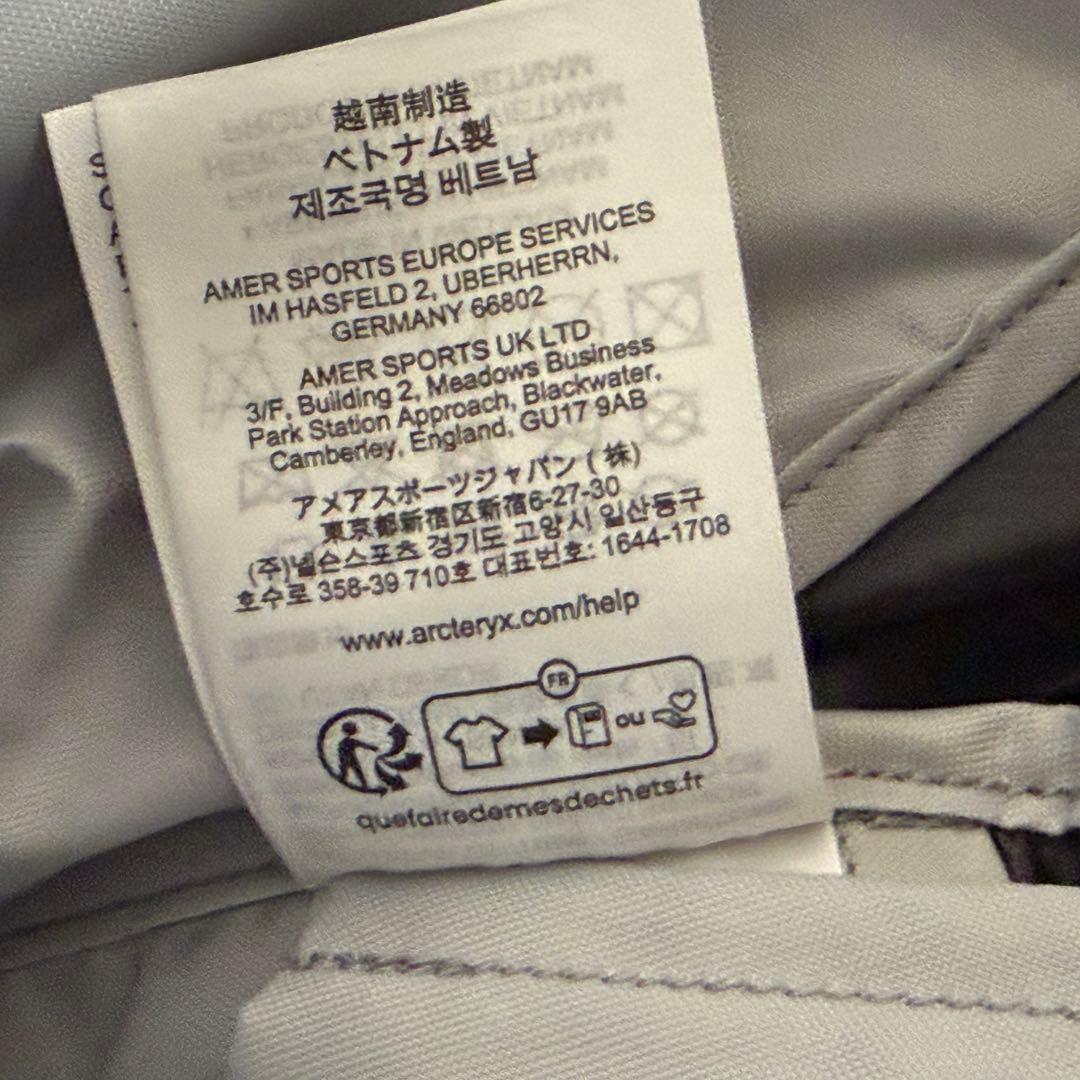 越南制造
ベトナム製
제조국명 베트남
AMER SPORTS EUROPE SERVICES
IM HASFELD 2, UBERHERRN,
GERMANY 66802
AMER SPORTS UK LTD
3/F, Building 2, Meadows Business
Park Station Approach, Blackwater,
Camberley, England, GU17 9AB
アメアスポーツジャパン (株)
東京都新宿区新宿6-27-30
(주)넬슨스포츠 경기도 고양시 일산동구
호수로 358-39 710호 대표번호: 1644-1708
www.arcteryx.com/help
FR
ou
quefairedemesdechets.fr